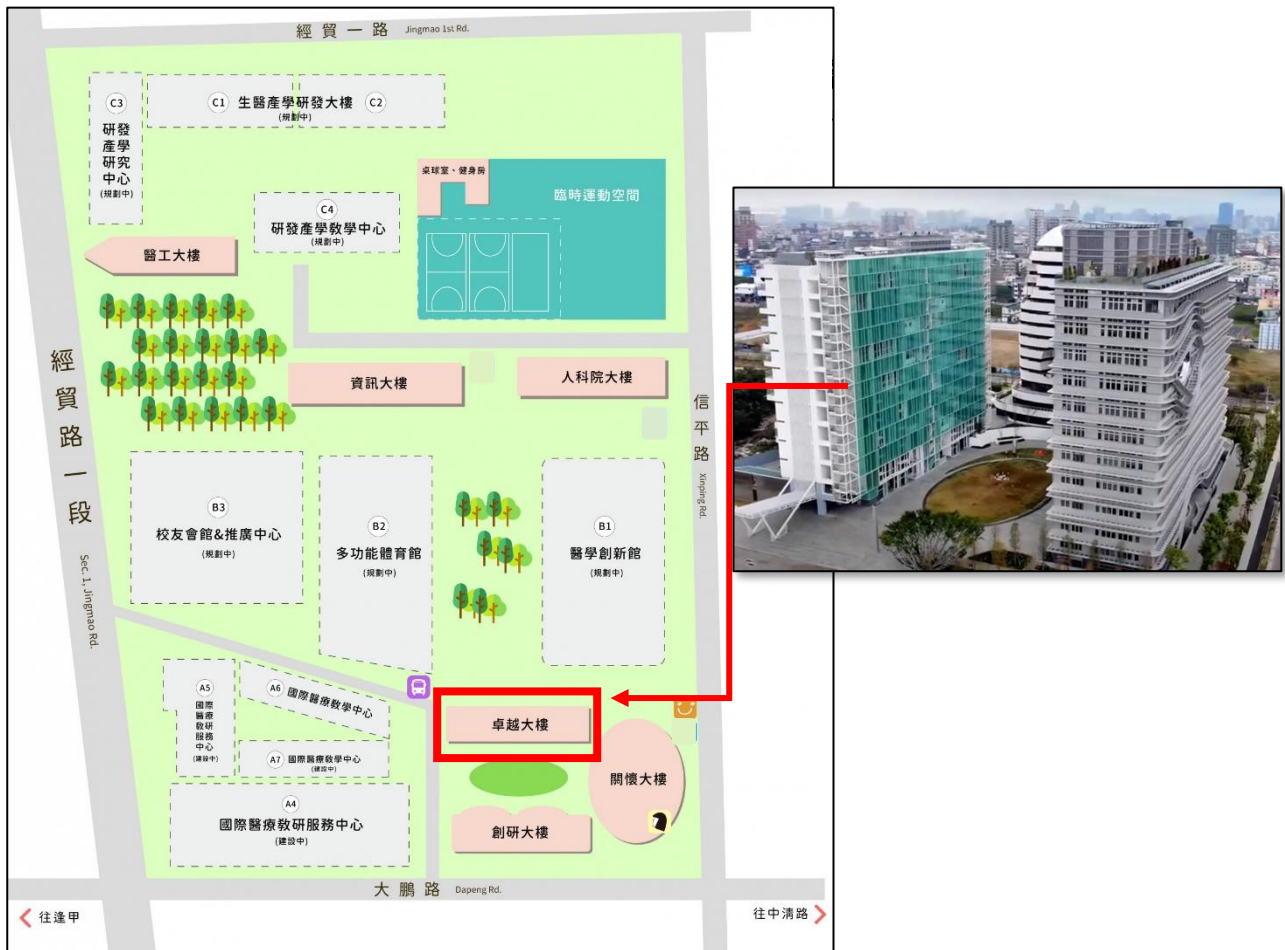 經貿一路 Jingmao 1st Rd.
C3
研發
產學
研究
中心
(規劃中)
C1 生醫產學研發大樓 C2
(規劃中)
桌球室、健身房
臨時運動空間
C4
研發產學教學中心
(規劃中)
醫工大樓
經貿路一段
Sec. 1, Jingmao Rd.
資訊大樓
人科院大樓
信平路
Xinping Rd.
B3
校友會館&推廣中心
(規劃中)
B2
多功能體育館
(規劃中)
B1
醫學創新館
(規劃中)
A5
國際
醫療
教研
服務
中心
(建設中)
A6 國際醫療教學中心
A7 國際醫療教學中心
(建設中)
A4
國際醫療教研服務中心
(建設中)
卓越大樓
關懷大樓
創研大樓
大鵬路 Dapeng Rd.
往逢甲
往中清路